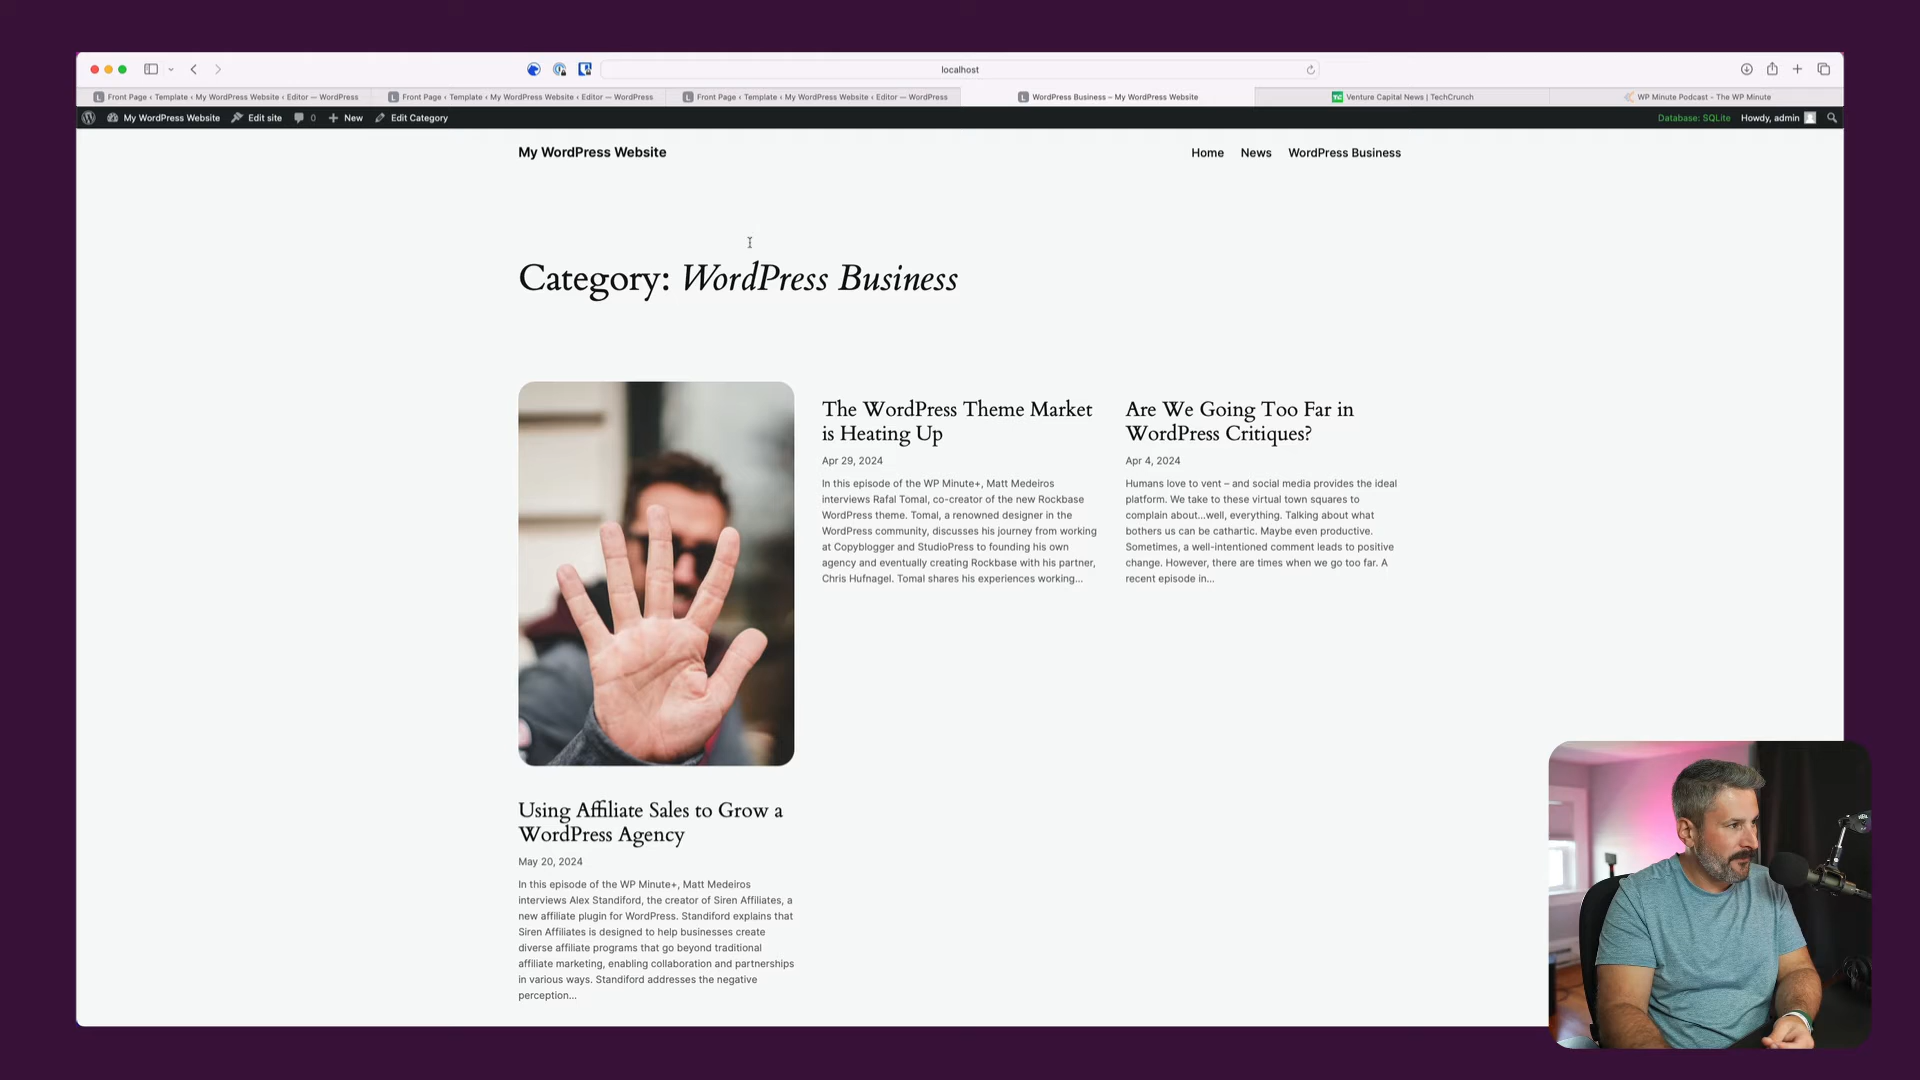 localhost
Front Page ‹ Template ‹ My WordPress Website ‹ Editor — WordPress
Front Page ‹ Template ‹ My WordPress Website ‹ Editor — WordPress
Front Page ‹ Template ‹ My WordPress Website ‹ Editor — WordPress
WordPress Business – My WordPress Website
Venture Capital News | TechCrunch
WP Minute Podcast - The WP Minute
My WordPress Website
Edit site
0
New
Edit Category
Database: SQLite
Howdy, admin
My WordPress Website
Home
News
WordPress Business
Category: WordPress Business
Using Affiliate Sales to Grow a
WordPress Agency
May 20, 2024
In this episode of the WP Minute+, Matt Medeiros
interviews Alex Standiford, the creator of Siren Affiliates, a
new affiliate plugin for WordPress. Standiford explains that
Siren Affiliates is designed to help businesses create
diverse affiliate programs that go beyond traditional
affiliate marketing, enabling collaboration and partnerships
in various ways. Standiford addresses the negative
perception…
The WordPress Theme Market
is Heating Up
Apr 29, 2024
In this episode of the WP Minute+, Matt Medeiros
interviews Rafal Tomal, co-creator of the new Rockbase
WordPress theme. Tomal, a renowned designer in the
WordPress community, discusses his journey from working
at Copyblogger and StudioPress to founding his own
agency and eventually creating Rockbase with his partner,
Chris Hufnagel. Tomal shares his experiences working…
Are We Going Too Far in
WordPress Critiques?
Apr 4, 2024
Humans love to vent – and social media provides the ideal
platform. We take to these virtual town squares to
complain about…well, everything. Talking about what
bothers us can be cathartic. Maybe even productive.
Sometimes, a well-intentioned comment leads to positive
change. However, there are times when we go too far. A
recent episode in…